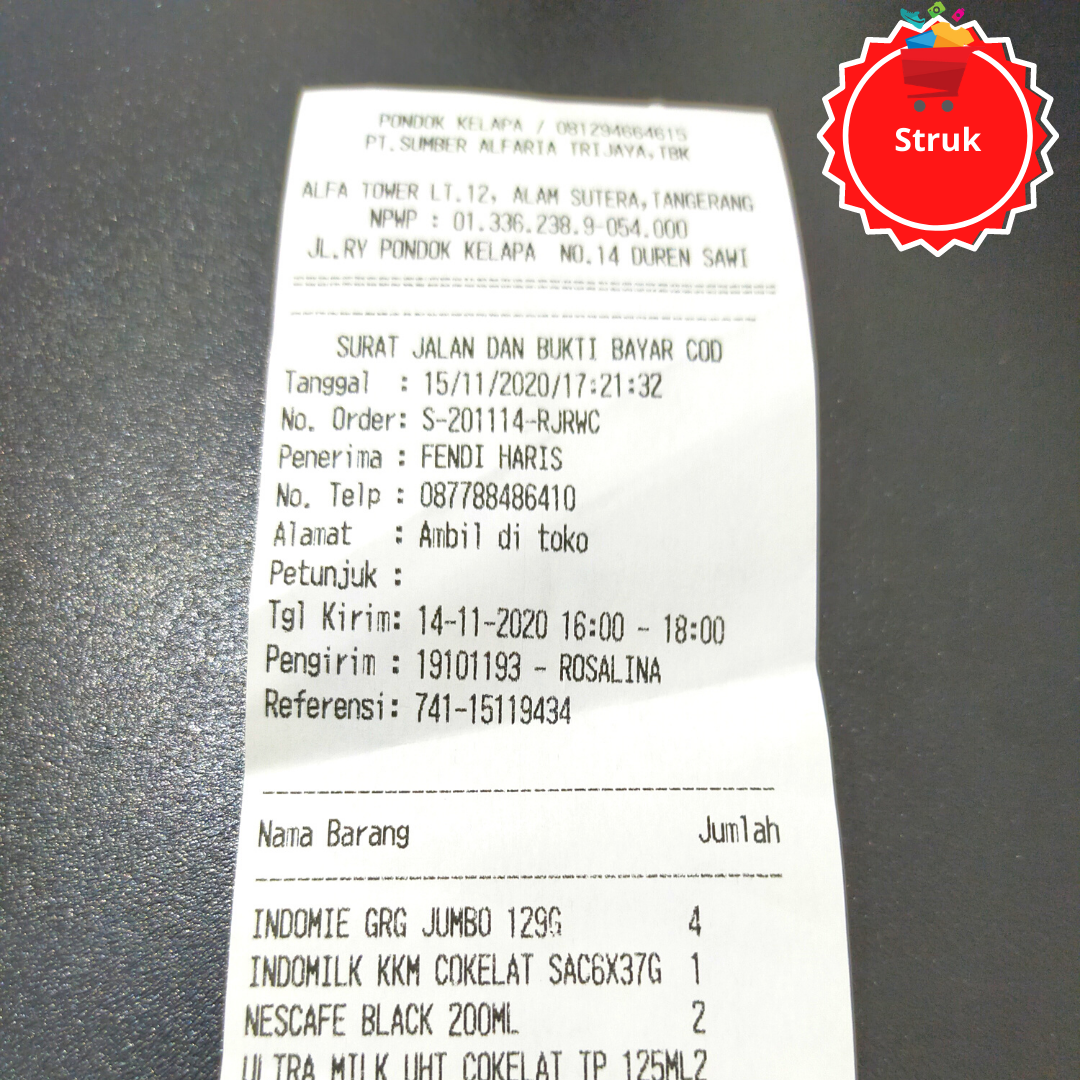 Struk
PONDOK KELAPA / 081294664615
PT.SUMBER ALFARIA TRIJAYA,TBK
ALFA TOWER LT.12, ALAM SUTERA,TANGERANG
NPWP : 01.336.238.9-054.000
JL.RY PONDOK KELAPA NO.14 DUREN SAWI
SURAT JALAN DAN BUKTI BAYAR COD
Tanggal : 15/11/2020/17:21:32
No. Order: S-201114-RJRWC
Penerima : FENDI HARIS
No. Telp : 087788486410
Alamat : Ambil di toko
Petunjuk :
Tgl Kirim: 14-11-2020 16:00 - 18:00
Pengirim : 19101193 - ROSALINA
Referensi: 741-15119434
Nama Barang Jumlah
INDOMIE GRG JUMBO 129G 4
INDOMILK KKM COKELAT SAC6X37G 1
NESCAFE BLACK 200ML 2
ULTRA MILK UHT COKELAT TP 125ML2